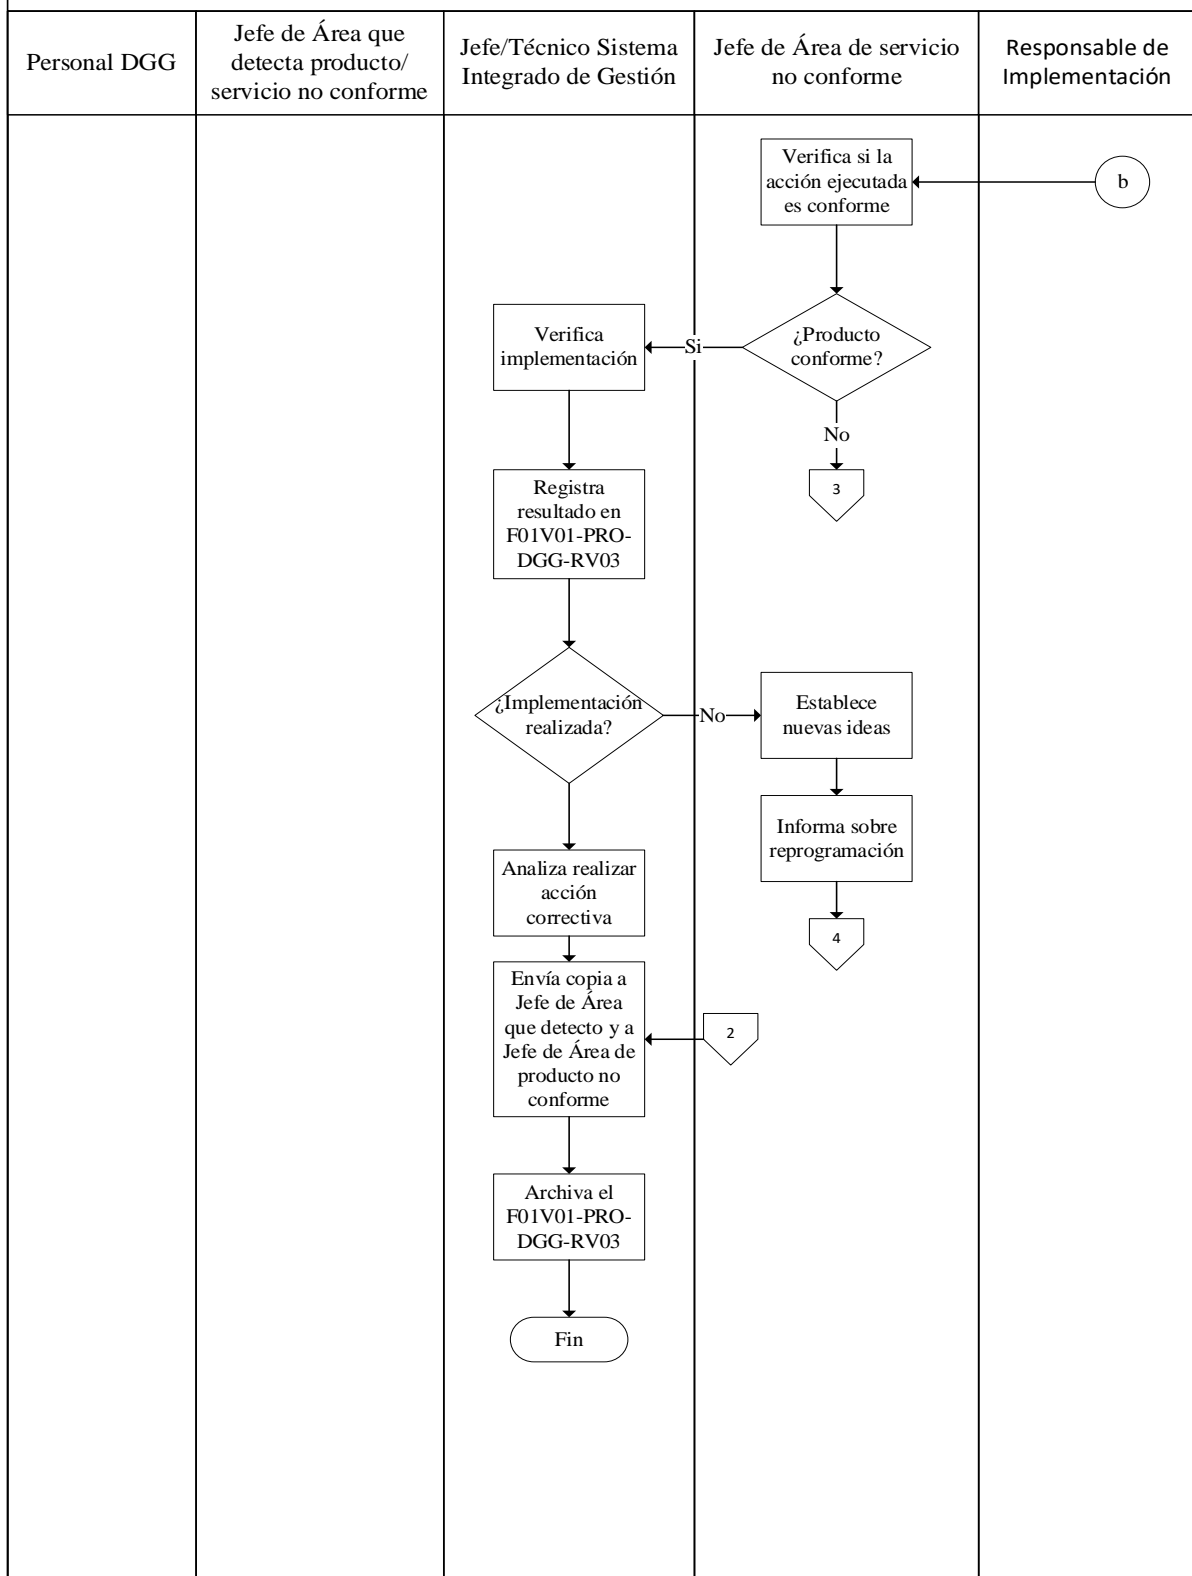 Personal DGG
Jefe de Área que
detecta producto/
servicio no conforme
Jefe/Técnico Sistema
Integrado de Gestión
Jefe de Área de servicio
no conforme
Responsable de
Implementación
Verifica si la
acción ejecutada
es conforme
b
¿Producto
conforme?
Si
Verifica
implementación
No
3
Registra
resultado en
F01V01-PRO-
DGG-RV03
¿Implementación
realizada?
No
Establece
nuevas ideas
Informa sobre
reprogramación
4
Analiza realizar
acción
correctiva
Envía copia a
Jefe de Área
que detecto y a
Jefe de Área de
producto no
conforme
2
Archiva el
F01V01-PRO-
DGG-RV03
Fin